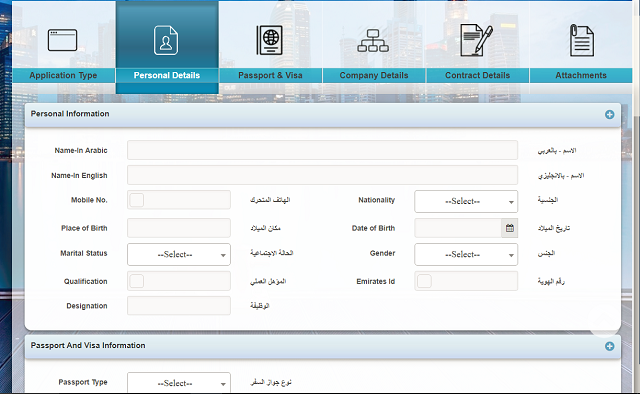 Application Type Personal Details Passport & Visa Company Details Contract Details Attachments
Personal Information
Name-In Arabic الاسم - بالعربي
Name-In English الاسم - بالانجليزي
Mobile No. الهاتف المتحرك Nationality --Select-- الجنسية
Place of Birth مكان الميلاد Date of Birth تاريخ الميلاد
Marital Status --Select-- الحالة الاجتماعية Gender --Select-- الجنس
Qualification المؤهل العملي Emirates Id رقم الهوية
Designation الوظيفة
Passport And Visa Information
Passport Type --Select-- نوع جواز السفر